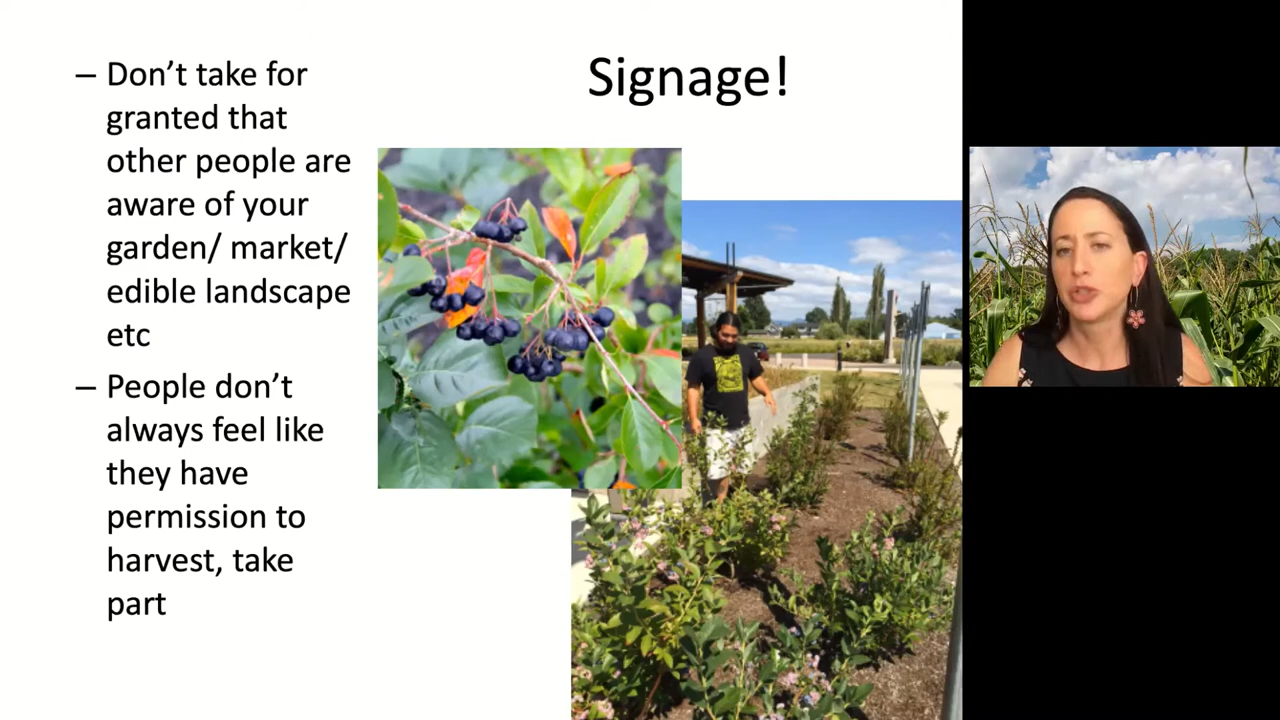 Signage!
– Don’t take for
granted that
other people are
aware of your
garden/ market/
edible landscape
etc
– People don’t
always feel like
they have
permission to
harvest, take
part